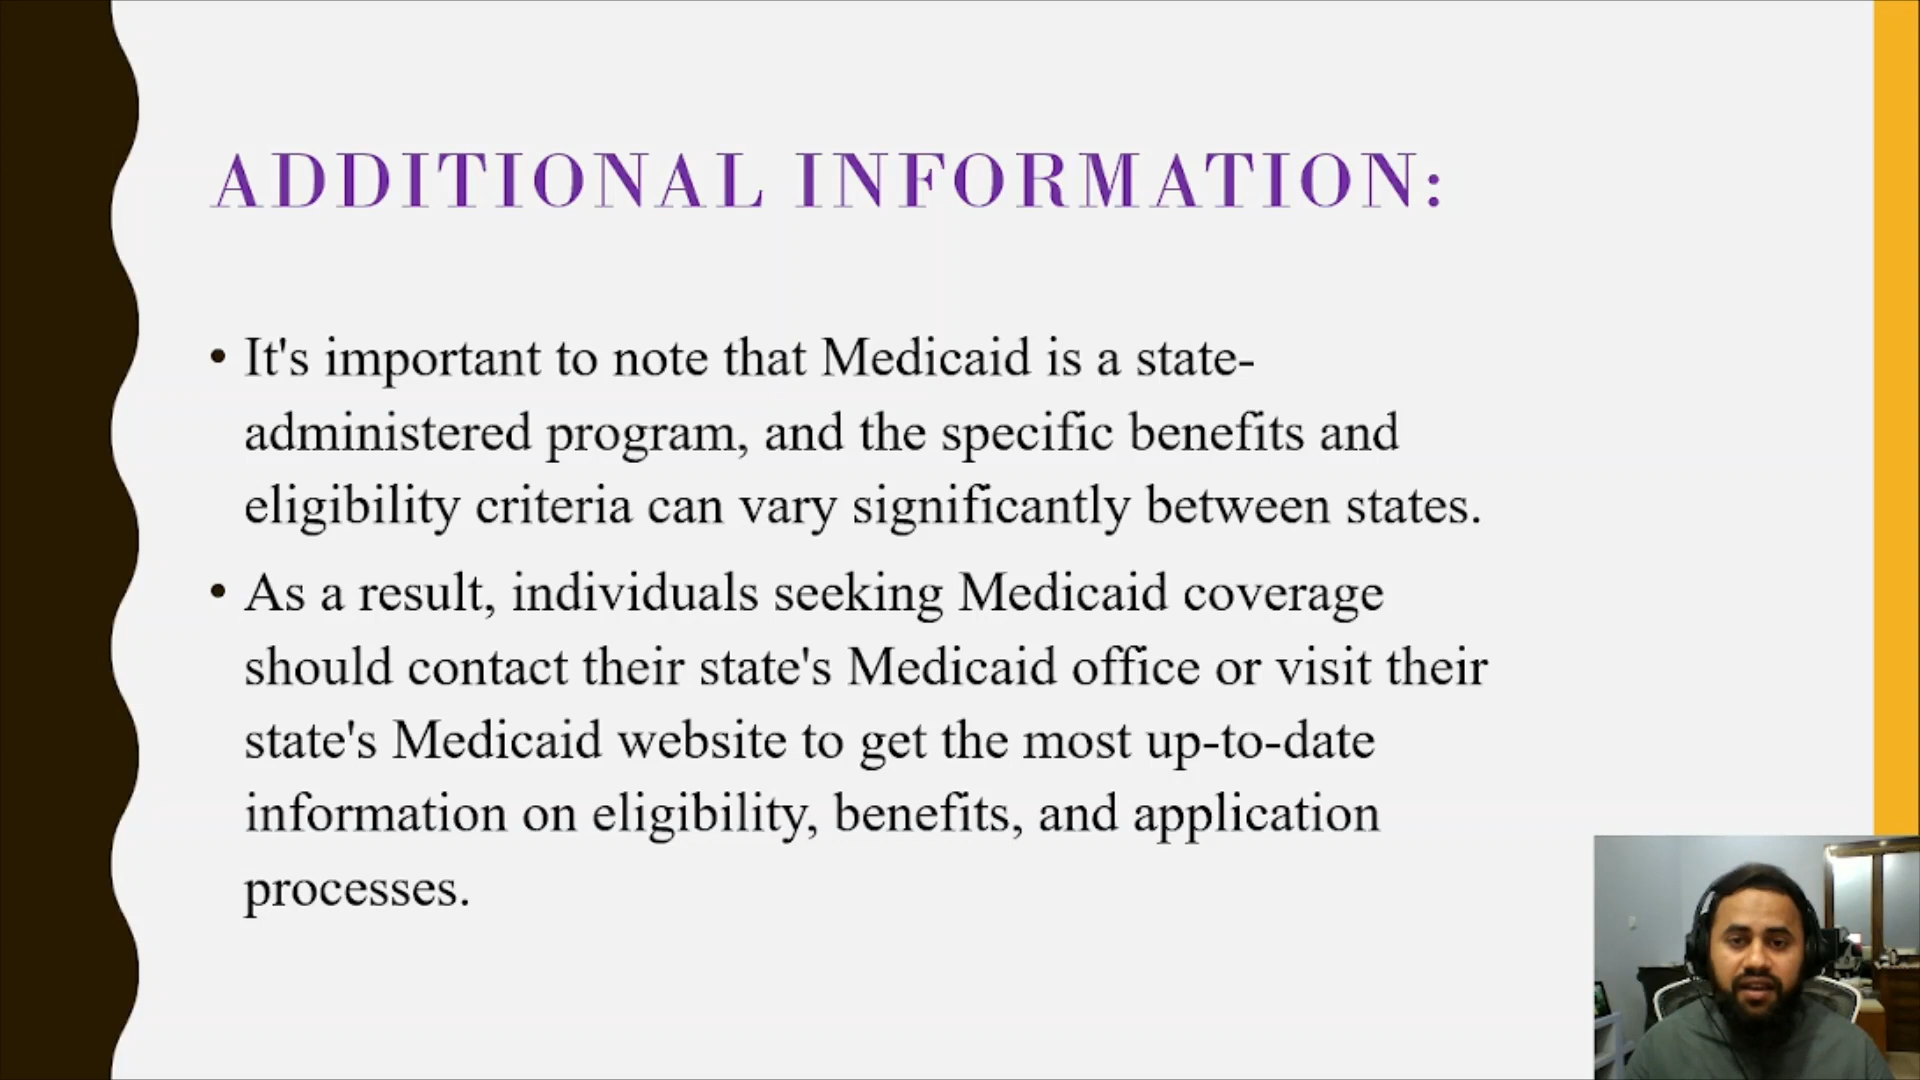 ADDITIONAL INFORMATION:
• It's important to note that Medicaid is a state-
administered program, and the specific benefits and
eligibility criteria can vary significantly between states.
• As a result, individuals seeking Medicaid coverage
should contact their state's Medicaid office or visit their
state's Medicaid website to get the most up-to-date
information on eligibility, benefits, and application
processes.